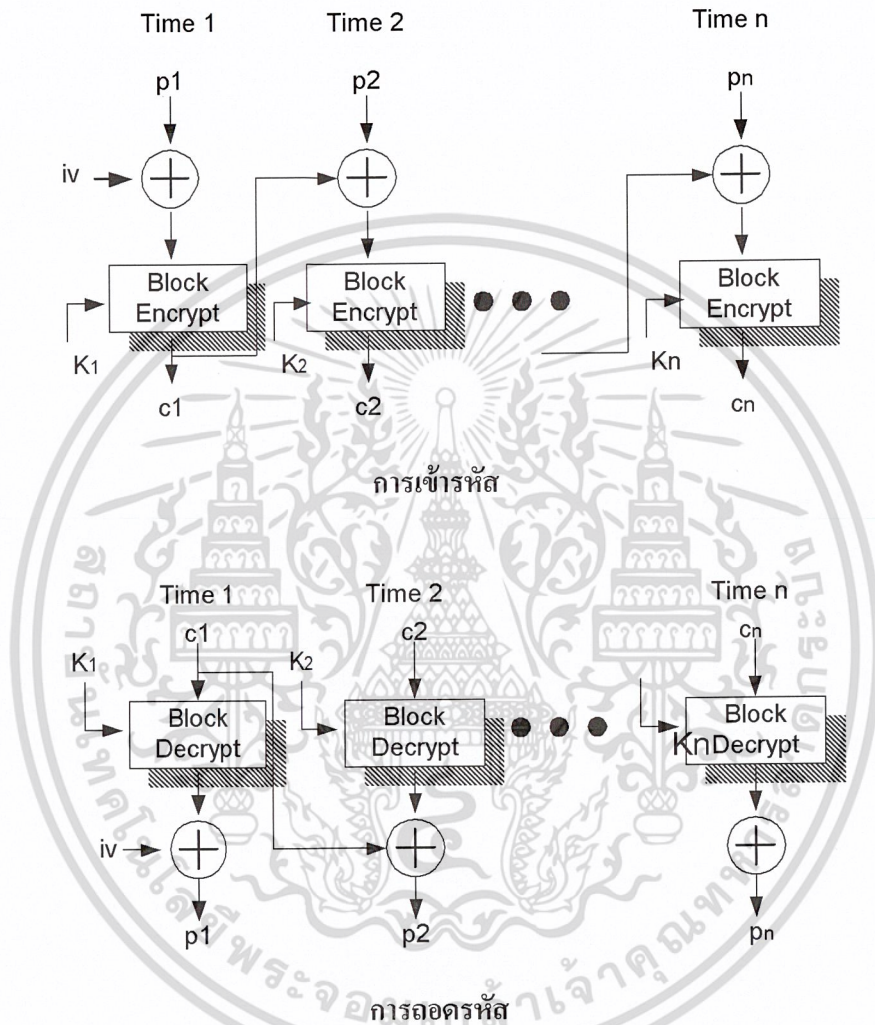 Time 1 Time 2 Time n
p1 p2 pn
iv
Block Encrypt Block Encrypt Block Encrypt
K1 K2 Kn
c1 c2 cn
การเข้ารหัส
Time 1 Time 2 Time n
c1 c2 cn
K1 K2
Block Decrypt Block Decrypt Block Decrypt
Kn
iv
p1 p2 pn
การถอดรหัส